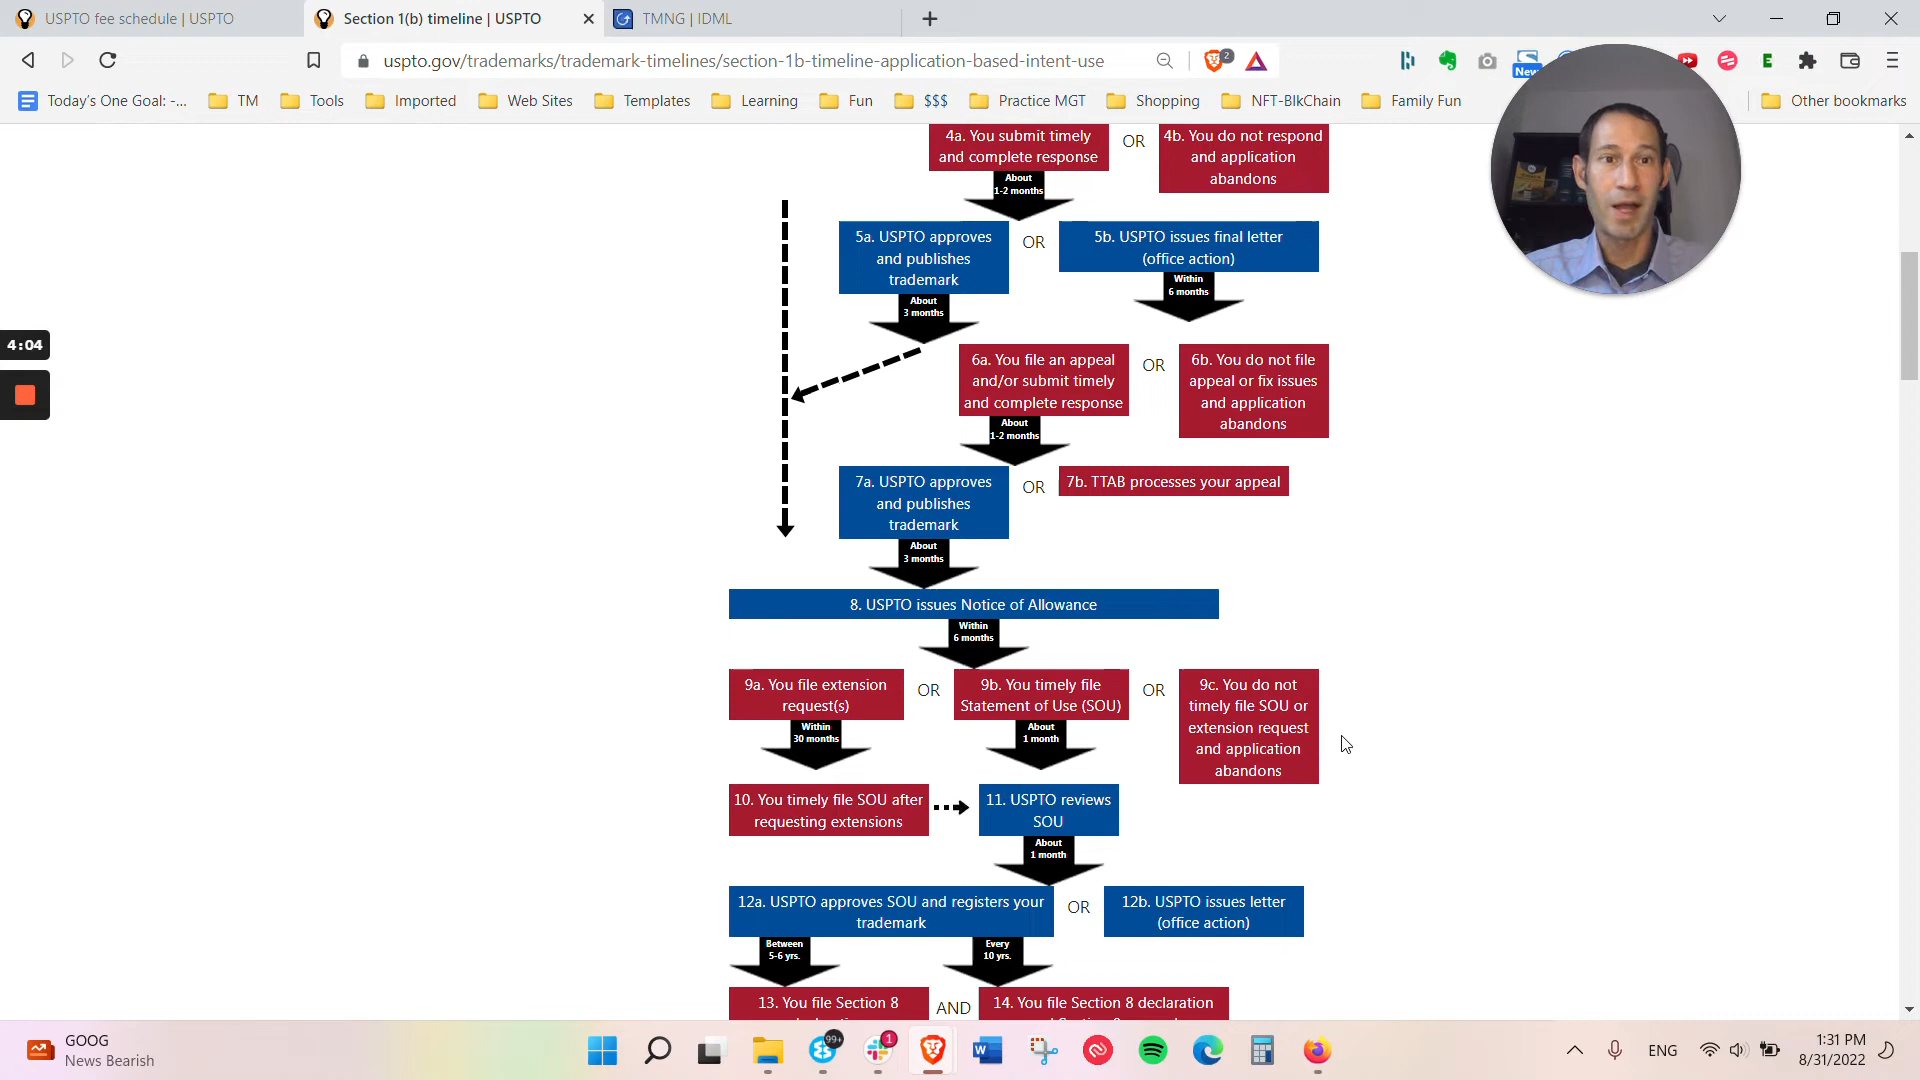 USPTO fee schedule | USPTO
Section 1(b) timeline | USPTO
TMNG | IDML
uspto.gov/trademarks/trademark-timelines/section-1b-timeline-application-based-intent-use
2
New
E
Today's One Goal: -...
TM
Tools
Imported
Web Sites
Templates
Learning
Fun
$$$
Practice MGT
Shopping
NFT-BlkChain
Family Fun
Other bookmarks
4a. You submit timely
and complete response
OR
4b. You do not respond
and application
abandons
About
1-2 months
5a. USPTO approves
and publishes
trademark
OR
5b. USPTO issues final letter
(office action)
About
3 months
Within
6 months
4:04
6a. You file an appeal
and/or submit timely
and complete response
OR
6b. You do not file
appeal or fix issues
and application
abandons
About
1-2 months
7a. USPTO approves
and publishes
trademark
OR
7b. TTAB processes your appeal
About
3 months
8. USPTO issues Notice of Allowance
Within
6 months
9a. You file extension
request(s)
OR
9b. You timely file
Statement of Use (SOU)
OR
9c. You do not
timely file SOU or
extension request
and application
abandons
Within
30 months
About
1 month
10. You timely file SOU after
requesting extensions
11. USPTO reviews
SOU
About
1 month
12a. USPTO approves SOU and registers your
trademark
OR
12b. USPTO issues letter
(office action)
Between
5-6 yrs.
Every
10 yrs.
13. You file Section 8
AND
14. You file Section 8 declaration
GOOG
News Bearish
99+
1
W
ENG
1:31 PM
8/31/2022